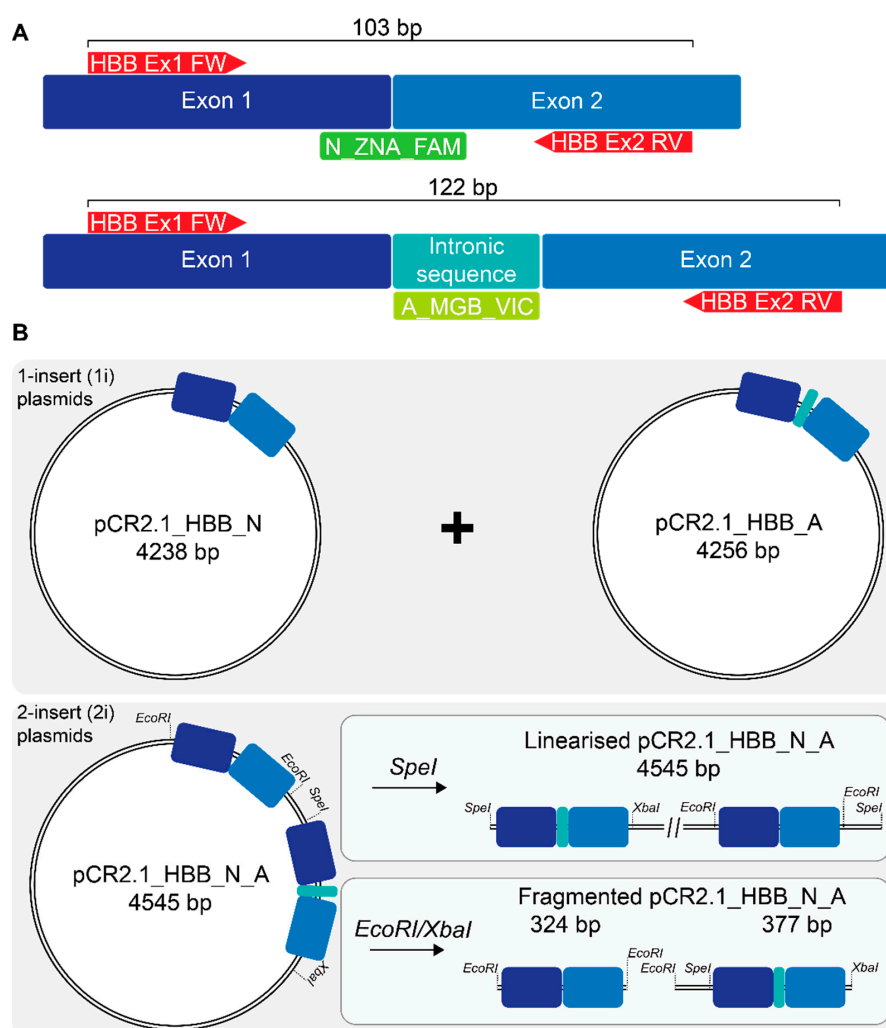 A
103 bp
HBB Ex1 FW
Exon 1
Exon 2
N_ZNA_FAM
HBB Ex2 RV
122 bp
HBB Ex1 FW
Exon 1
Intronic
sequence
Exon 2
A_MGB_VIC
HBB Ex2 RV
B
1-insert (1i)
plasmids
pCR2.1_HBB_N
4238 bp
+
pCR2.1_HBB_A
4256 bp
2-insert (2i)
plasmids
EcoRI
EcoRI
SpeI
XbaI
pCR2.1_HBB_N_A
4545 bp
SpeI
Linearised pCR2.1_HBB_N_A
4545 bp
SpeI
XbaI
//
EcoRI
EcoRI
SpeI
EcoRI/XbaI
Fragmented pCR2.1_HBB_N_A
324 bp
377 bp
EcoRI
EcoRI
EcoRI
SpeI
XbaI